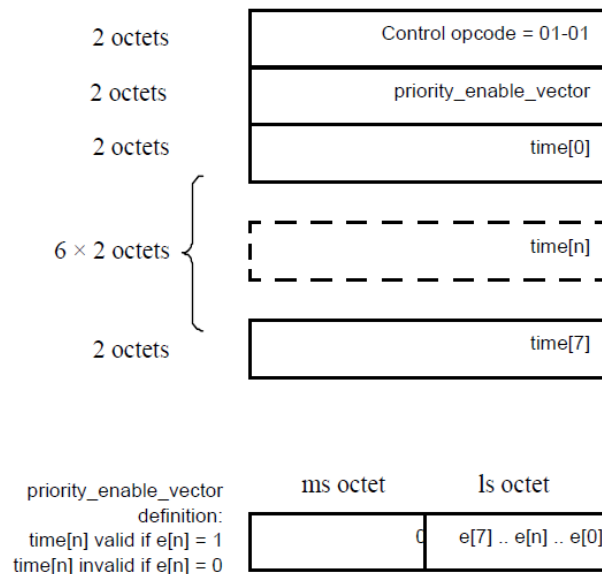 2 octets Control opcode = 01-01
2 octets priority_enable_vector
2 octets time[0]
6 × 2 octets time[n]
2 octets time[7]
ms octet ls octet
priority_enable_vector
definition:
0 e[7] .. e[n] .. e[0]
time[n] valid if e[n] = 1
time[n] invalid if e[n] = 0